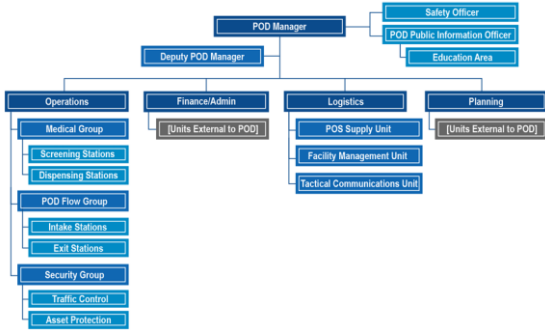 POD Manager
Safety Officer
POD Public Information Officer
Education Area
Deputy POD Manager
Operations
Medical Group
Screening Stations
Dispensing Stations
POD Flow Group
Intake Stations
Exit Stations
Security Group
Traffic Control
Asset Protection
Finance/Admin
[Units External to POD]
Logistics
POS Supply Unit
Facility Management Unit
Tactical Communications Unit
Planning
[Units External to POD]